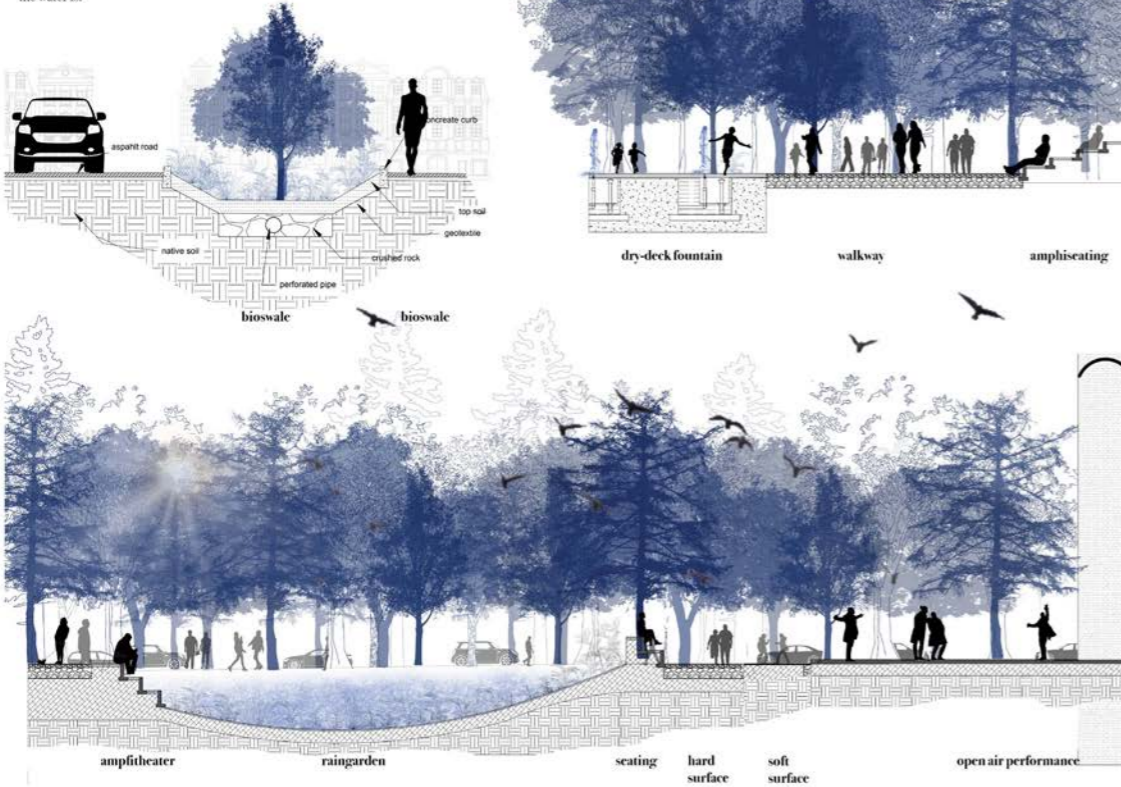 aspahlt road
concreate curb
top soil
geotextile
native soil
crushed rock
perforated pipe
bioswale
bioswale
dry-deck fountain
walkway
amphiseating
ampfitheater
raingarden
seating
hard
surface
soft
surface
open air performance